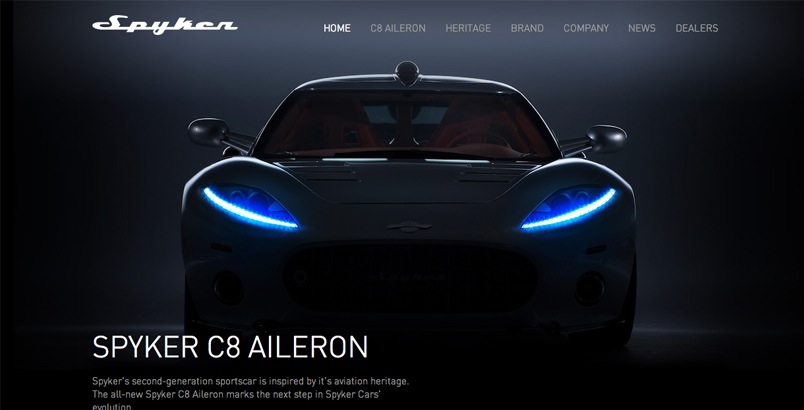 Spyker
HOME C8 AILERON HERITAGE BRAND COMPANY NEWS DEALERS
SPYKER C8 AILERON
Spyker's second-generation sportscar is inspired by it's aviation heritage.
The all-new Spyker C8 Aileron marks the next step in Spyker Cars'
evolution.